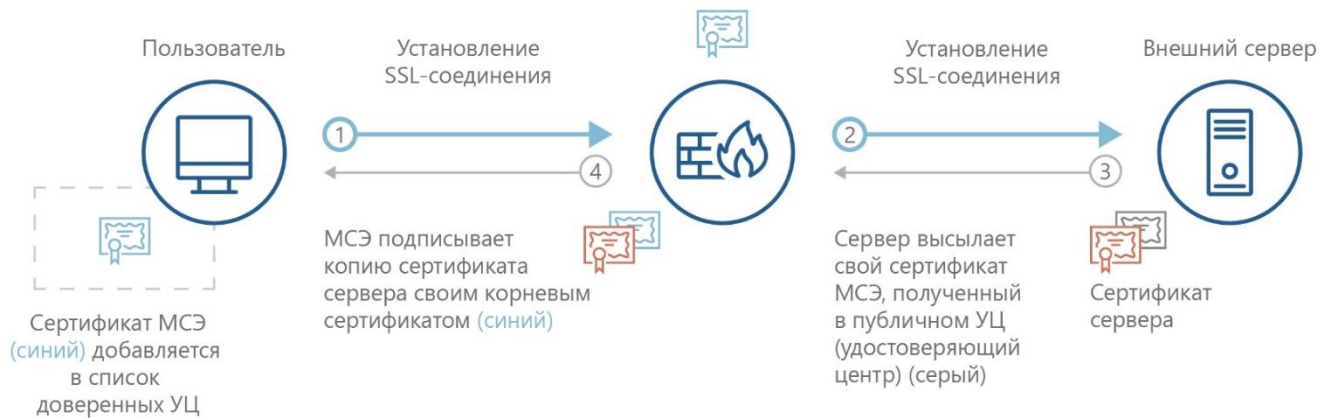 Пользователь
Установление
SSL-соединения
Установление
SSL-соединения
Внешний сервер
1
2
4
3
МСЭ подписывает
копию сертификата
сервера своим корневым
сертификатом (синий)
Сервер высылает
свой сертификат
МСЭ, полученный
в публичном УЦ
(удостоверяющий
центр) (серый)
Сертификат
сервера
Сертификат МСЭ
(синий) добавляется
в список
доверенных УЦ